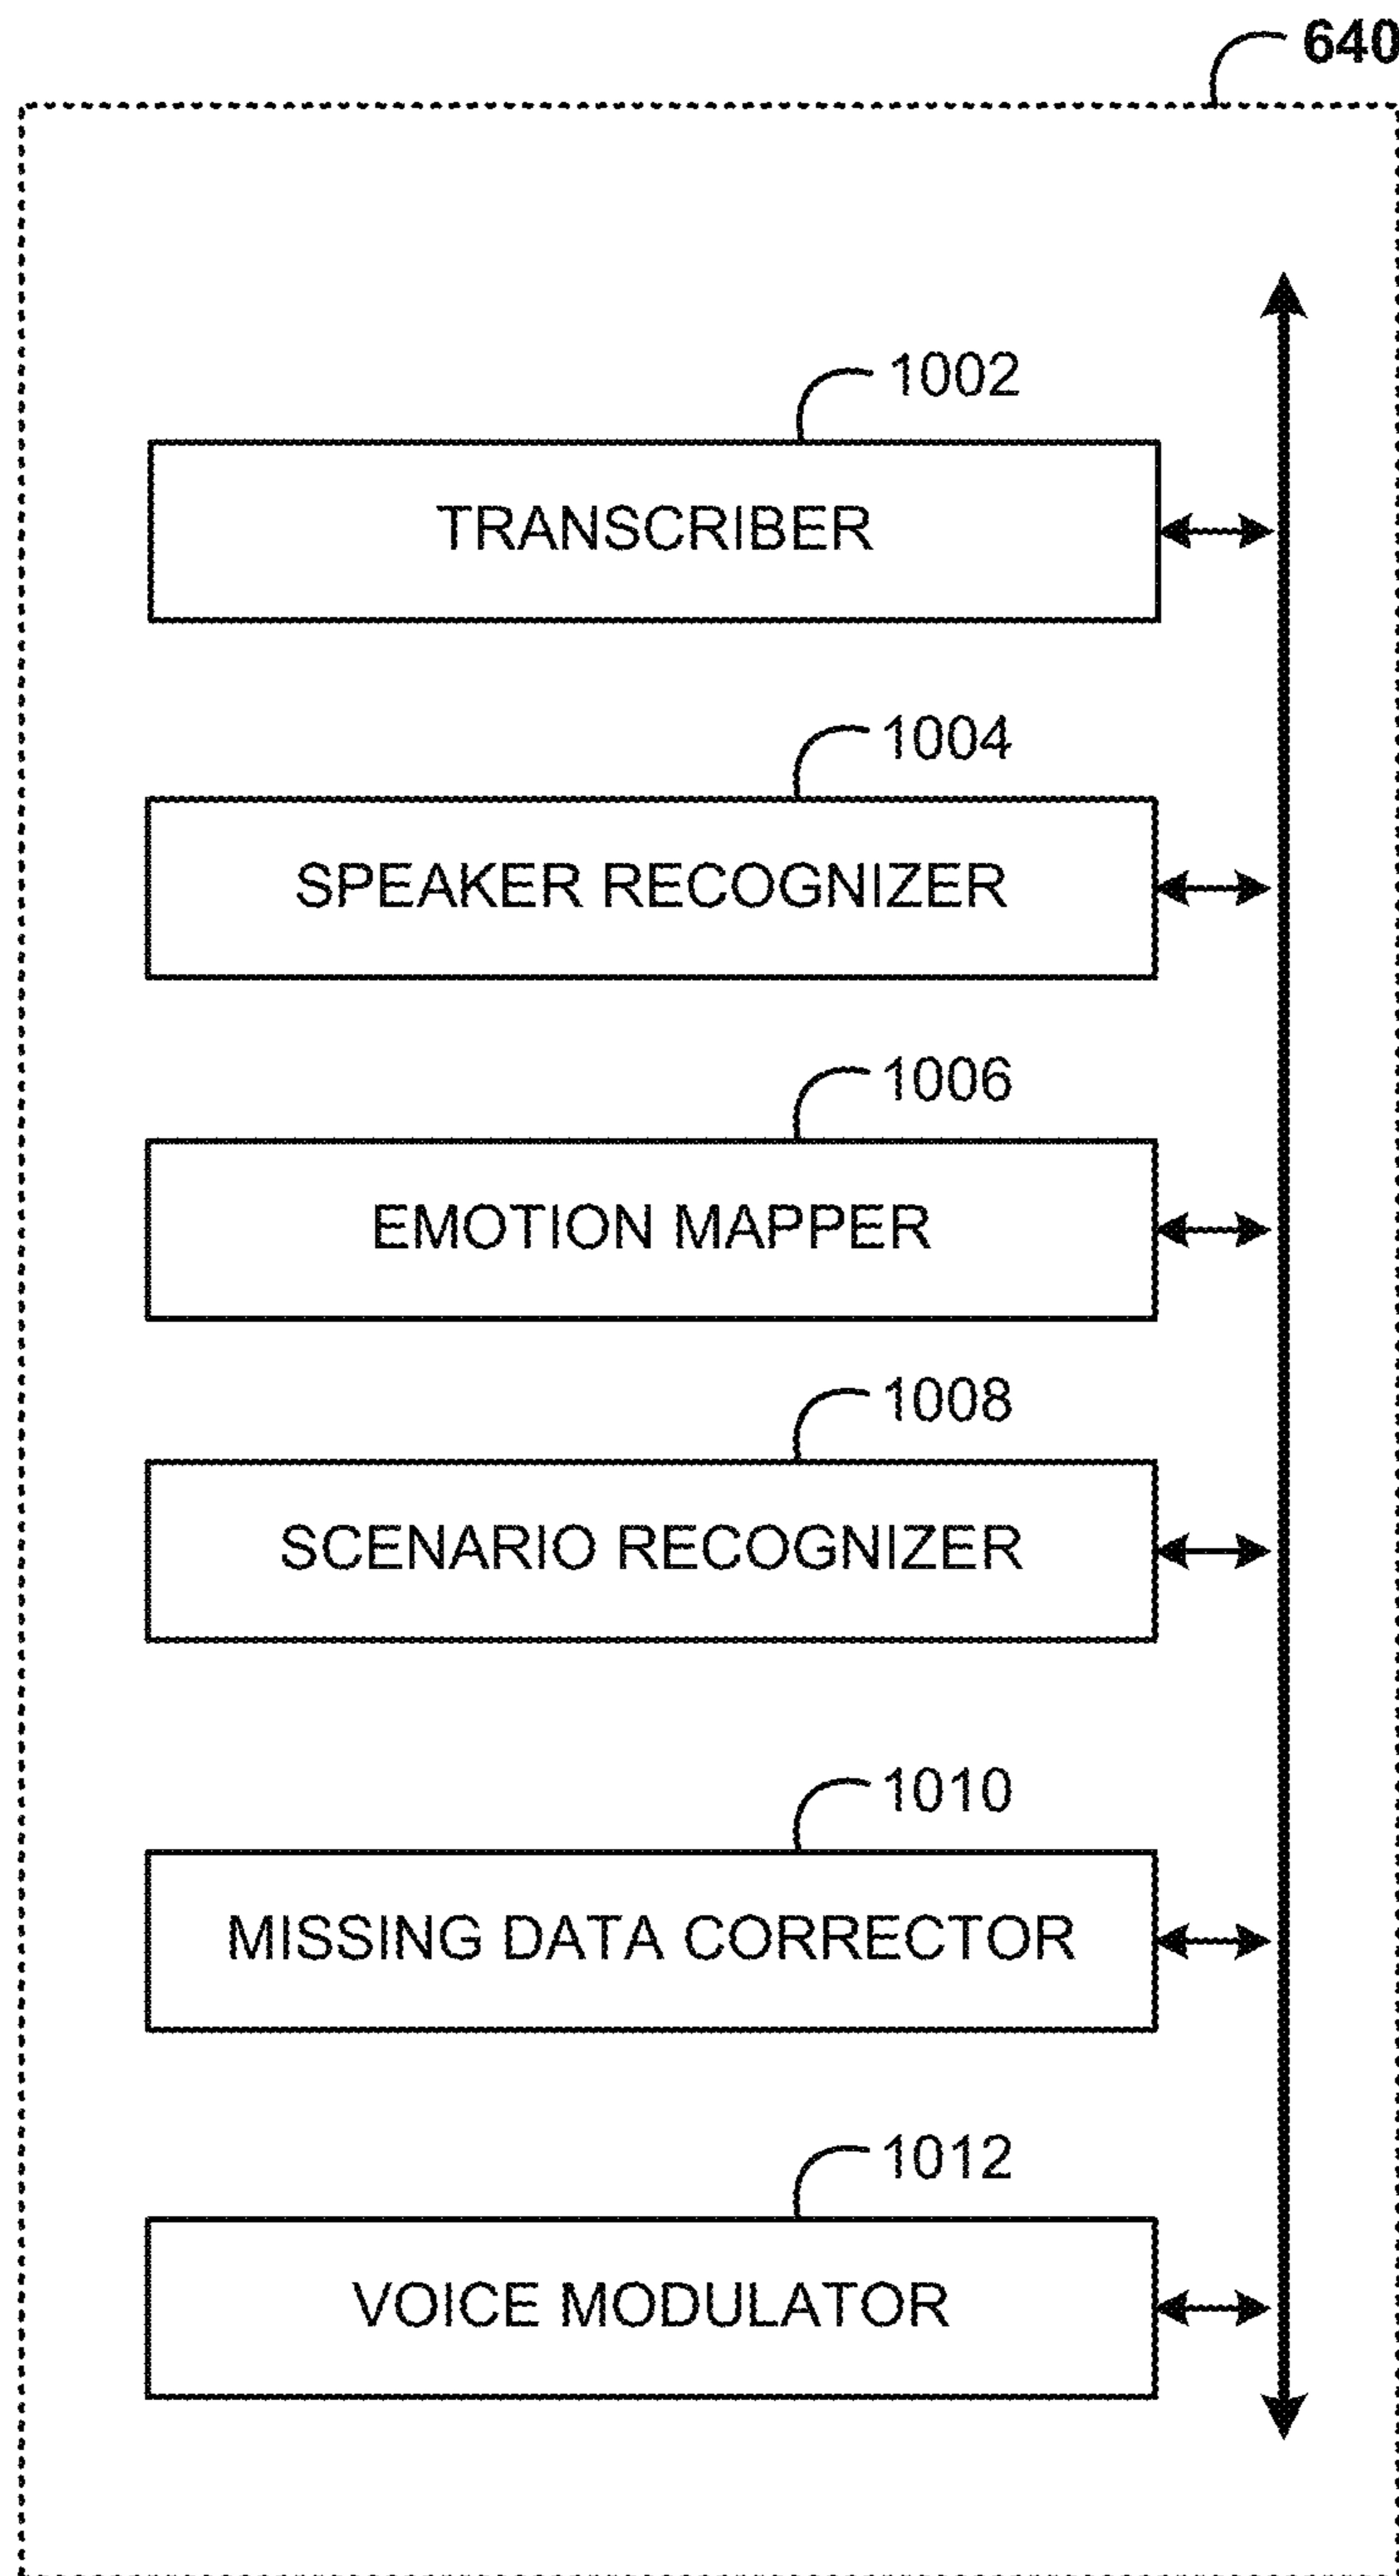 640
1002
TRANSCRIBER
1004
SPEAKER RECOGNIZER
1006
EMOTION MAPPER
1008
SCENARIO RECOGNIZER
1010
MISSING DATA CORRECTOR
1012
VOICE MODULATOR